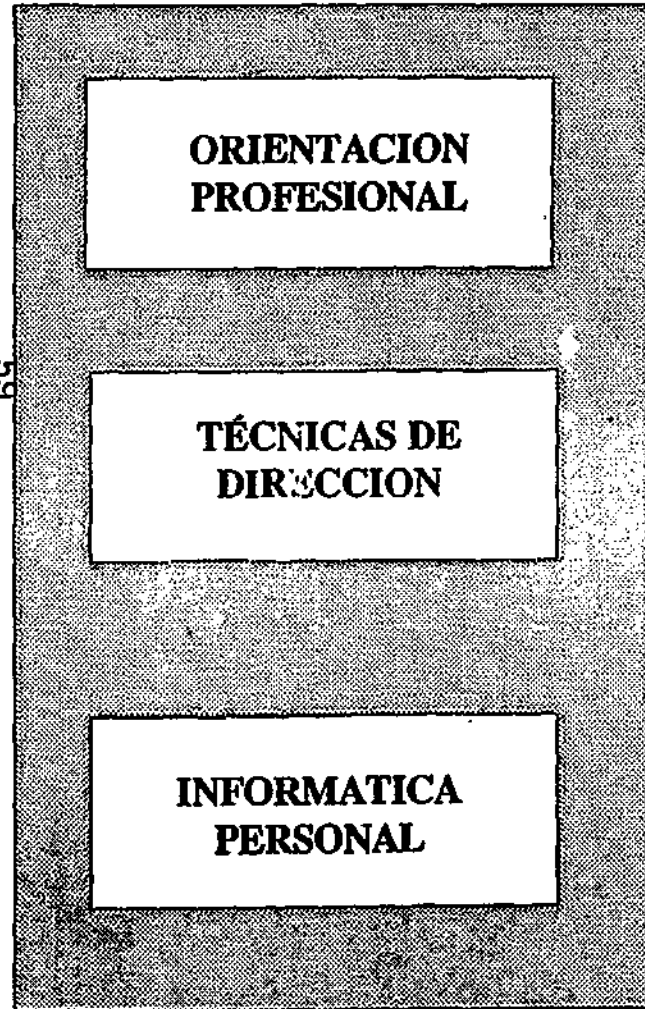 ORIENTACION
PROFESIONAL
TÉCNICAS DE
DIRECCION
INFORMATICA
PERSONAL